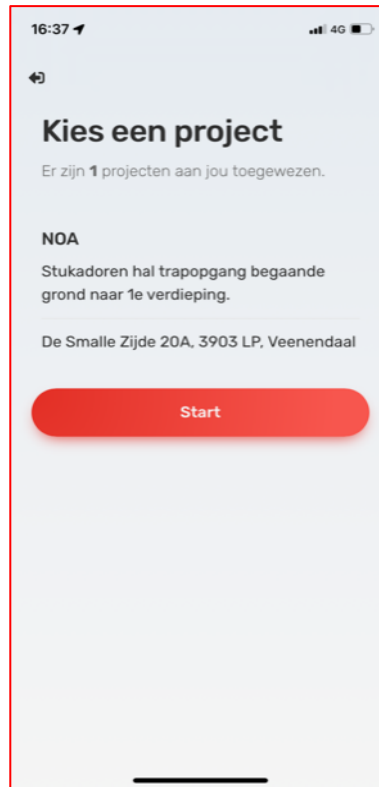 16:37
4G
Kies een project
Er zijn 1 projecten aan jou toegewezen.
NOA
Stukadoren hal trapopgang begaande
grond naar 1e verdieping.
De Smalle Zijde 20A, 3903 LP, Veenendaal
Start